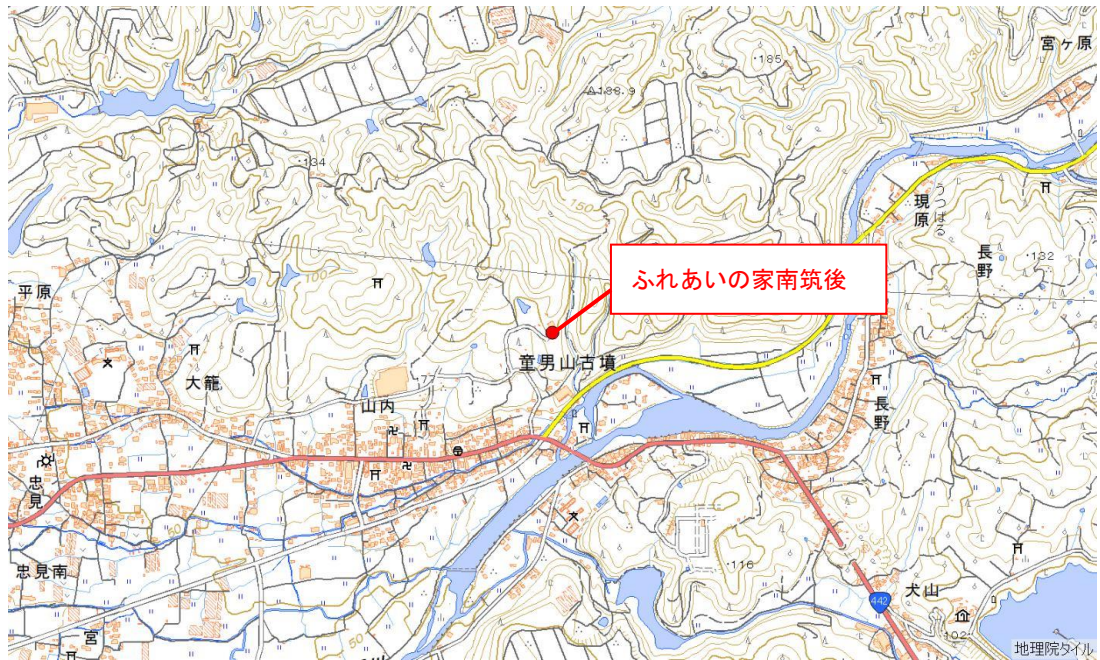 宮ヶ原
・185
△188.9
150
・134
150
100
うつはる
現原
長野
・132
ふれあいの家南筑後
平原
童男山古墳
77
大籠
山内
長野
忠見
50
忠見南
・116
442
犬山
・102
宮
50
地理院タイル